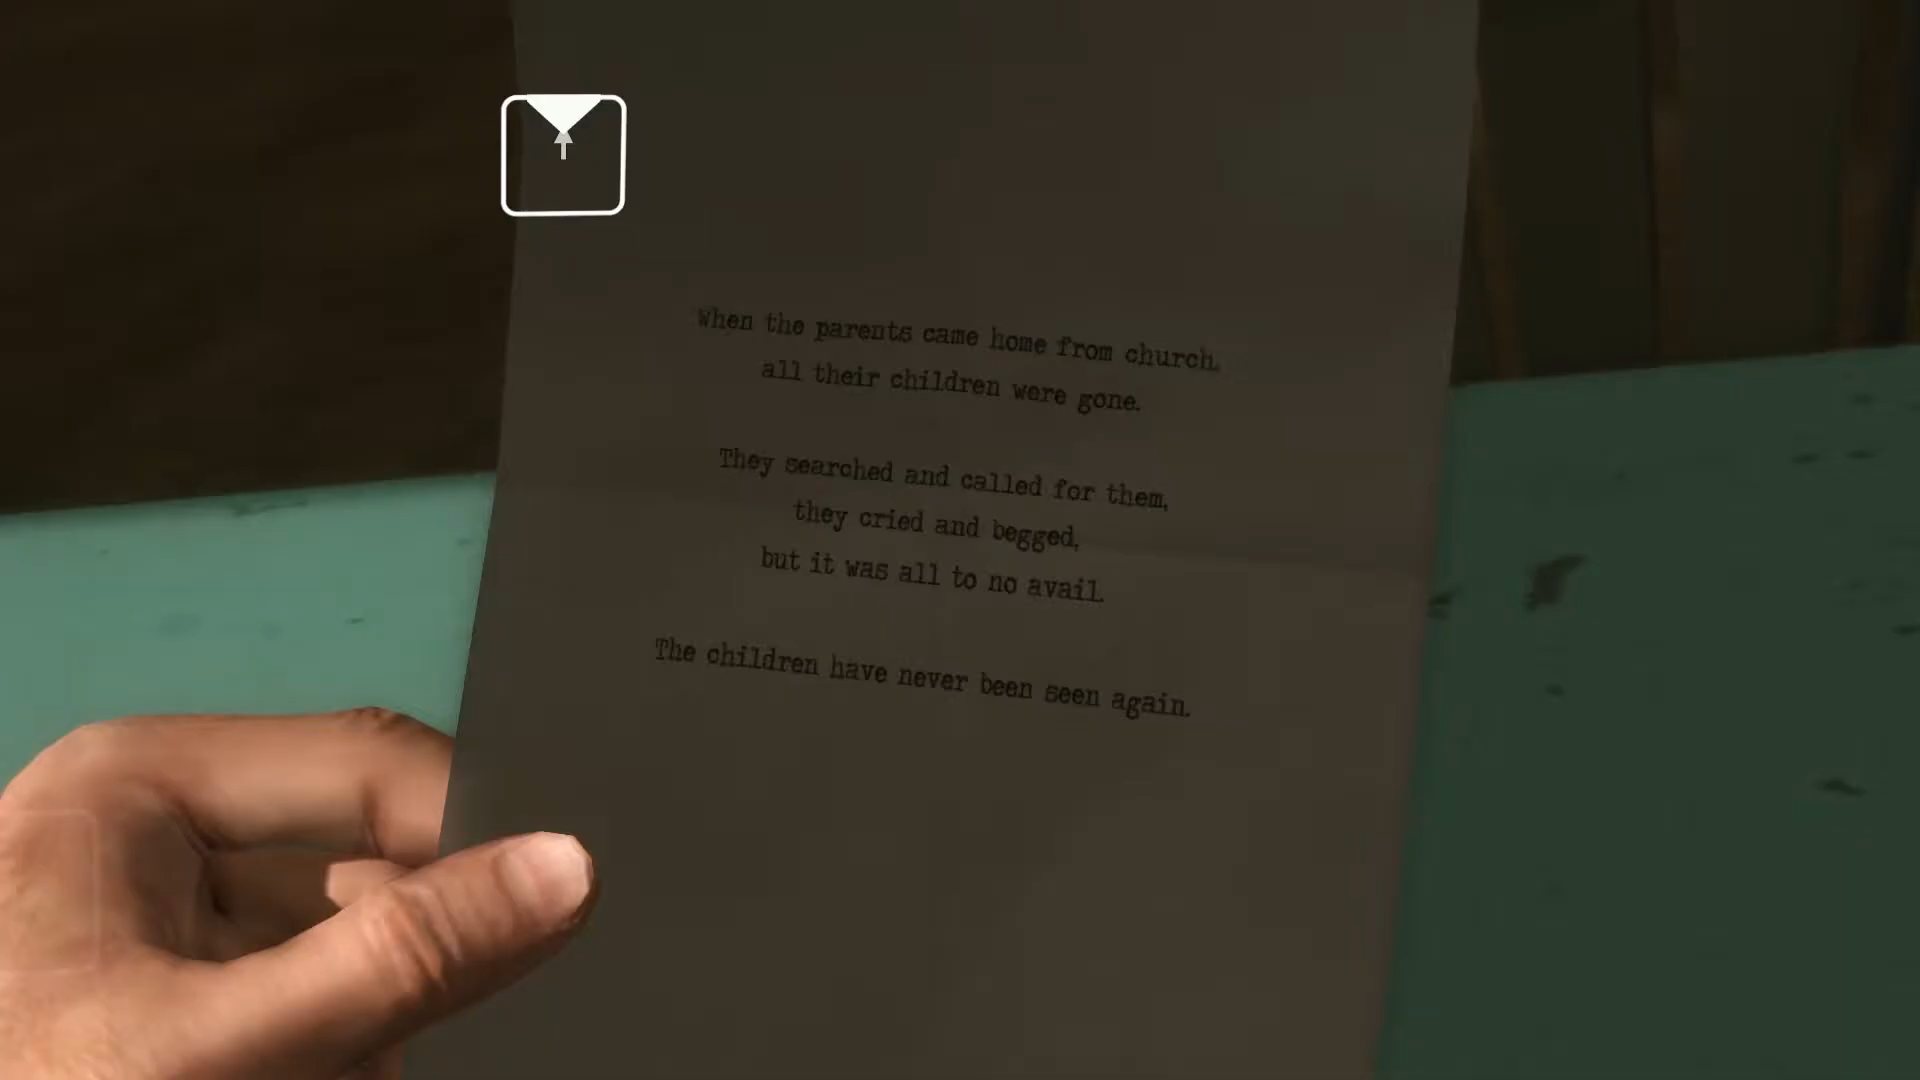 When the parents came home from church,
all their children were gone.
They searched and called for them,
they cried and begged,
but it was all to no avail.
The children have never been seen again.